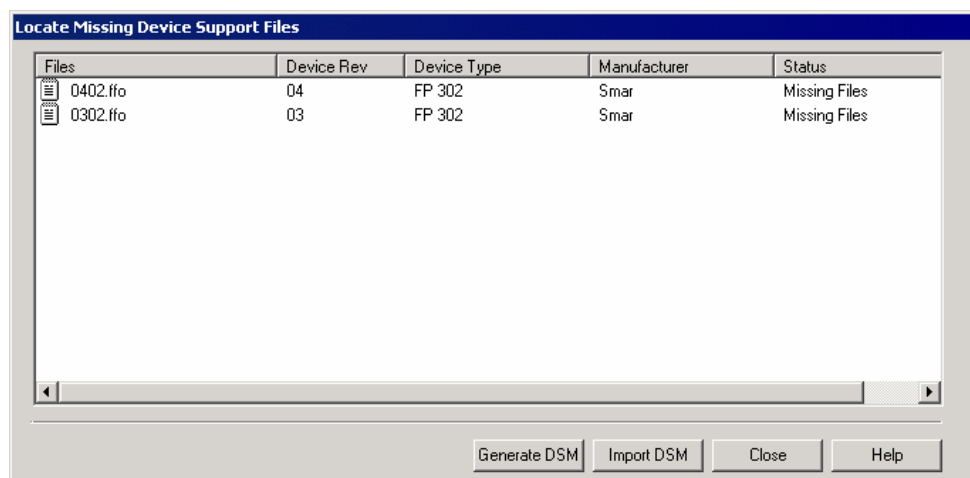 Locate Missing Device Support Files
Files Device Rev Device Type Manufacturer Status
0402.ffo 04 FP 302 Smar Missing Files
0302.ffo 03 FP 302 Smar Missing Files
Generate DSM Import DSM Close Help